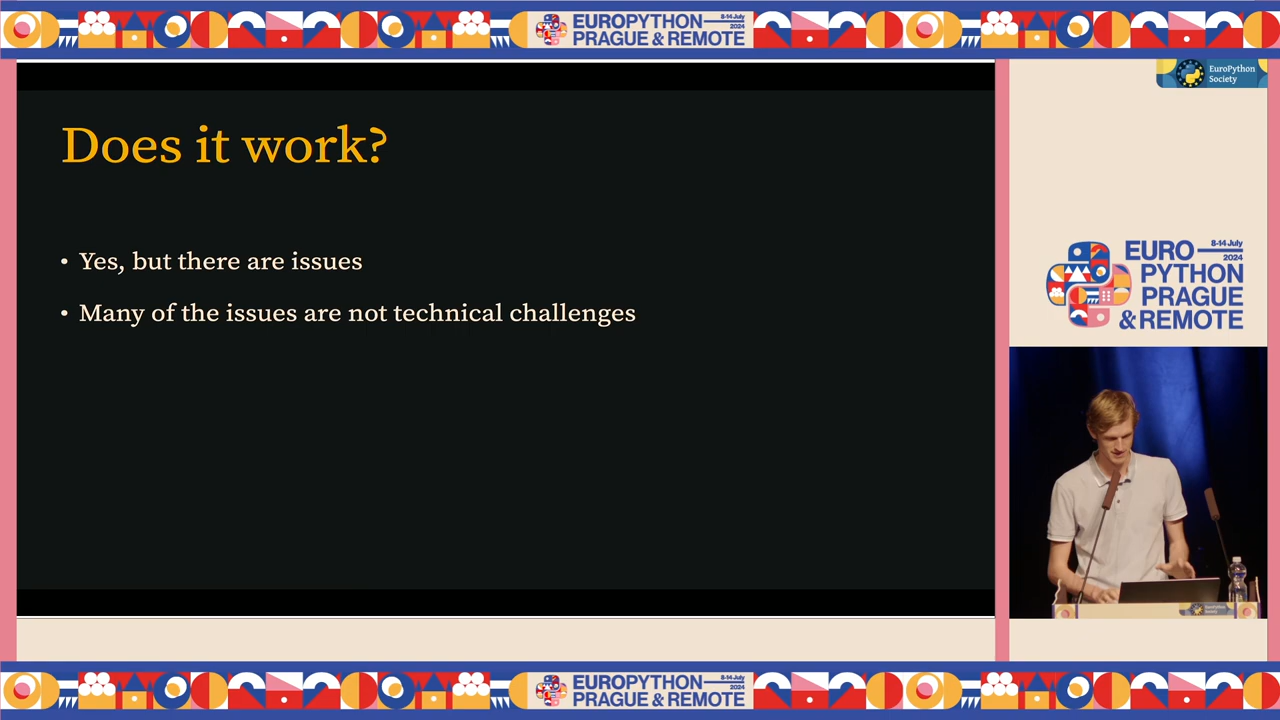 EUROPYTHON
8-14 July
2024
PRAGUE & REMOTE
EuroPython
Society
Does it work?
• Yes, but there are issues
• Many of the issues are not technical challenges
EURO
8-14 July
2024
PYTHON
PRAGUE
& REMOTE
EuroPython
Society
EUROPYTHON
8-14 July
2024
PRAGUE & REMOTE